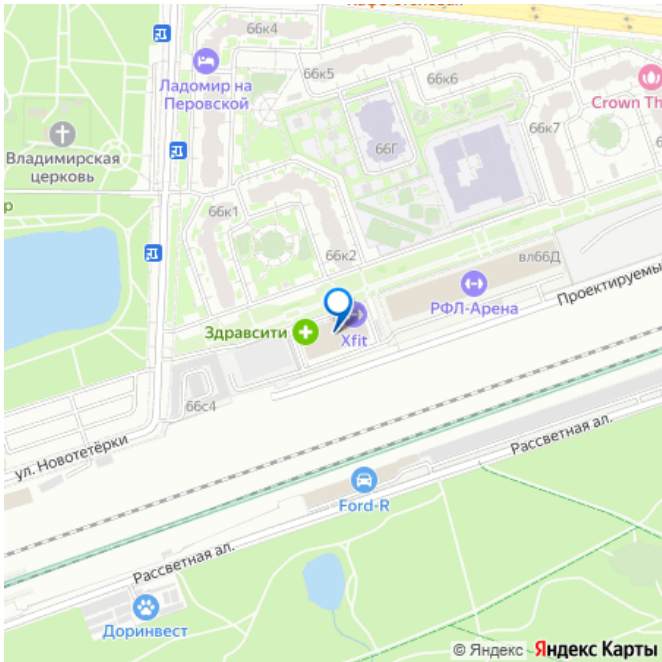 66к4
66к5
66к6
Ладомир на
Перовской
Crown Th
66Г
66к7
Владимирская
церковь
р
66к1
66к2
вл66Д
РФЛ-Арена
Проектируемы
Здравсити
Xfit
66с4
ул. Новотетёрки
Рассветная ал.
Ford-R
Рассветная ал.
Доринвест
© Яндекс Яндекс Карты